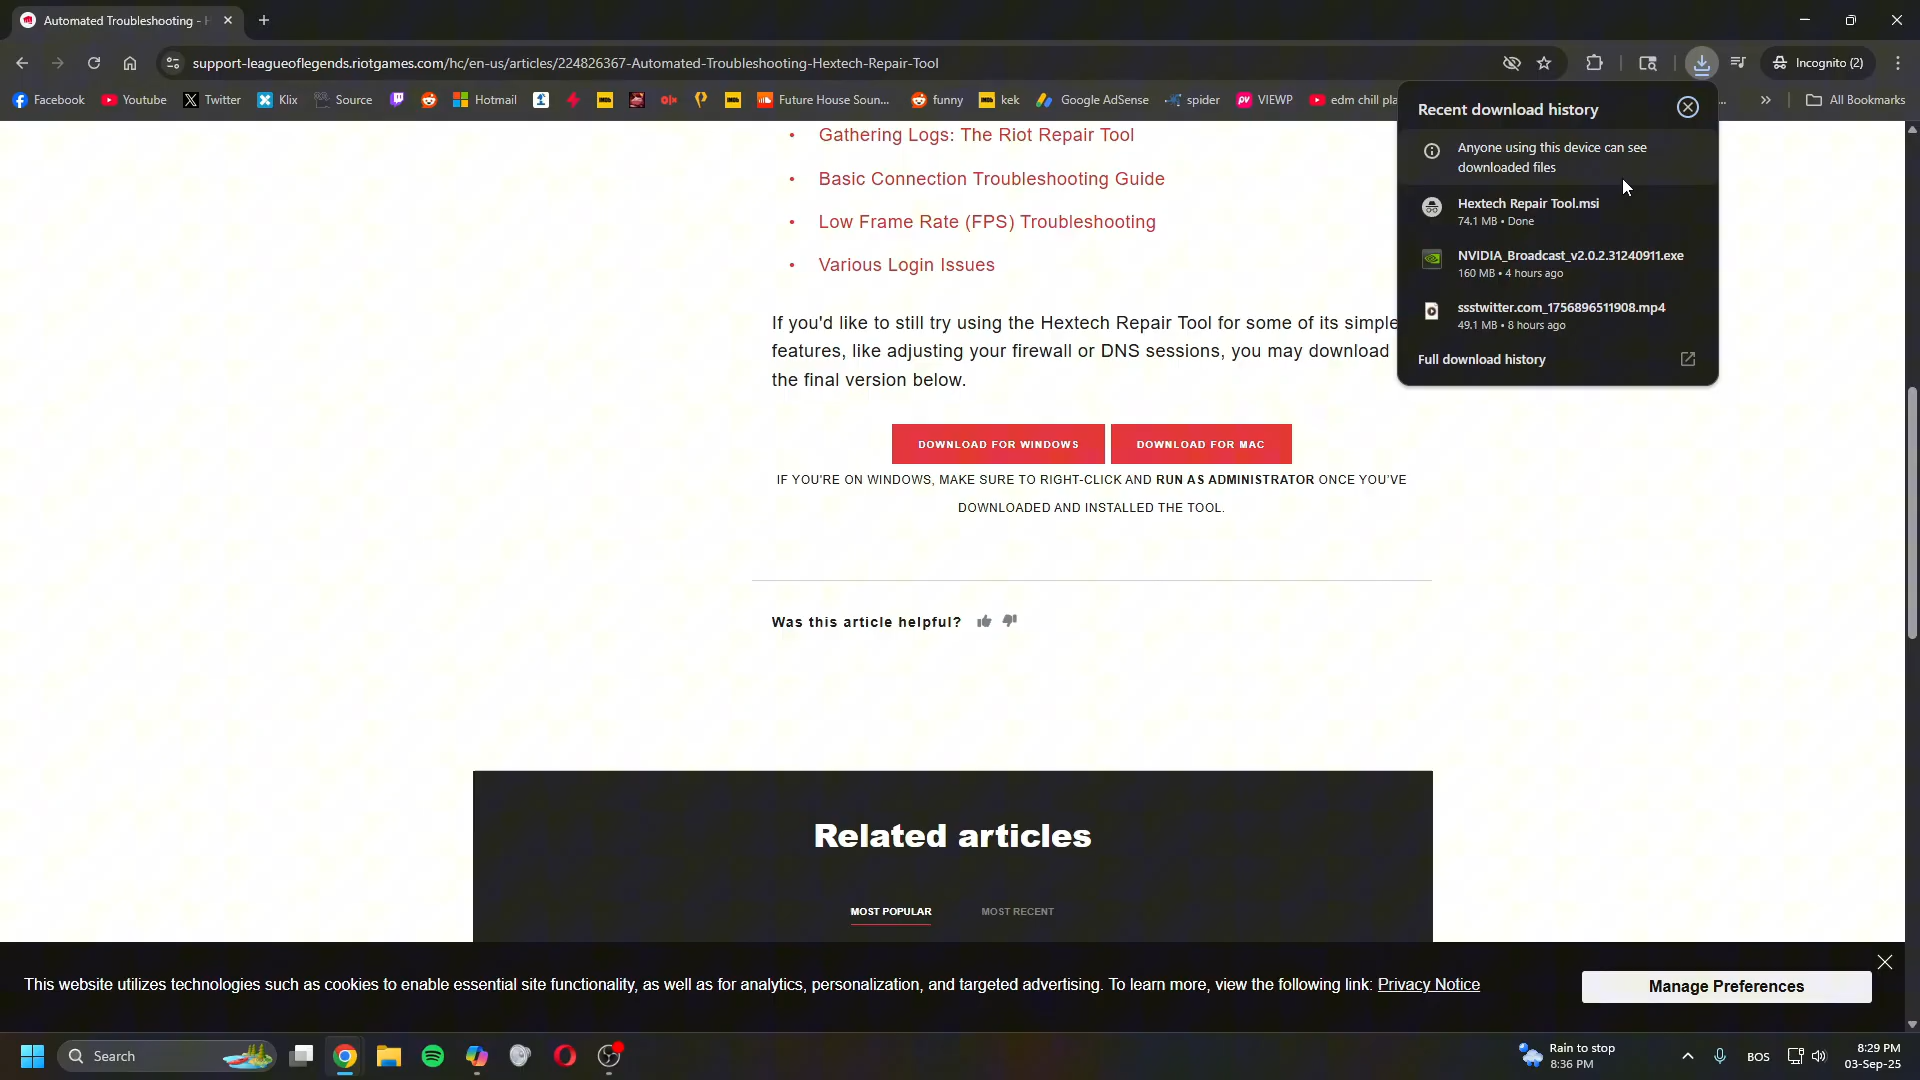 Automated Troubleshooting - H
support-leagueoflegends.riotgames.com/hc/en-us/articles/224826367-Automated-Troubleshooting-Hextech-Repair-Tool
Incognito (2)
Facebook Youtube Twitter Klix Source Hotmail Future House Soun... funny kek Google AdSense spider VIEWP edm chill pla ... » All Bookmarks
Recent download history
Anyone using this device can see
downloaded files
Hextech Repair Tool.msi
74.1 MB • Done
NVIDIA_Broadcast_v2.0.2.31240911.exe
160 MB • 4 hours ago
ssstwitter.com_1756896511908.mp4
49.1 MB • 8 hours ago
Full download history
• Gathering Logs: The Riot Repair Tool
• Basic Connection Troubleshooting Guide
• Low Frame Rate (FPS) Troubleshooting
• Various Login Issues
If you'd like to still try using the Hextech Repair Tool for some of its simple
features, like adjusting your firewall or DNS sessions, you may download
the final version below.
DOWNLOAD FOR WINDOWS DOWNLOAD FOR MAC
IF YOU'RE ON WINDOWS, MAKE SURE TO RIGHT-CLICK AND RUN AS ADMINISTRATOR ONCE YOU'VE
DOWNLOADED AND INSTALLED THE TOOL.
Was this article helpful?
Related articles
MOST POPULAR MOST RECENT
This website utilizes technologies such as cookies to enable essential site functionality, as well as for analytics, personalization, and targeted advertising. To learn more, view the following link: Privacy Notice
Manage Preferences
Search
Rain to stop
8:36 PM
BOS
8:29 PM
03-Sep-25